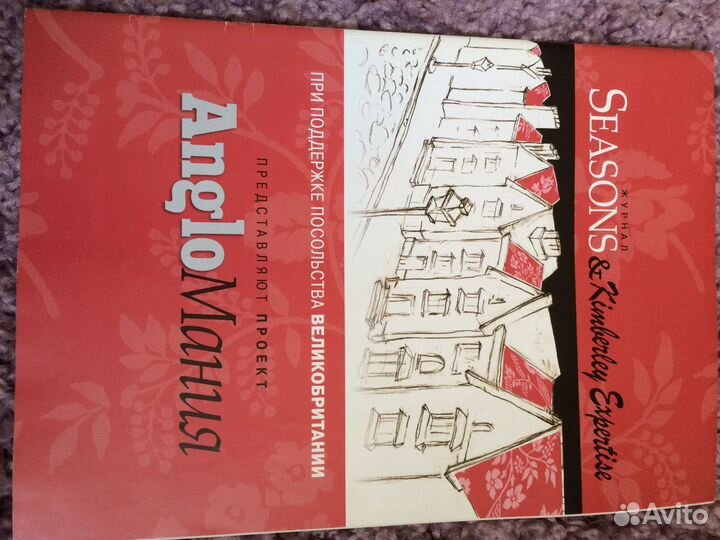 ЖУРНАЛ
SEASONS & Kimberley Expertise
ПРИ ПОДДЕРЖКЕ ПОСОЛЬСТВА ВЕЛИКОБРИТАНИИ
ПРЕДСТАВЛЯЮТ ПРОЕКТ
AngloМания
Avito